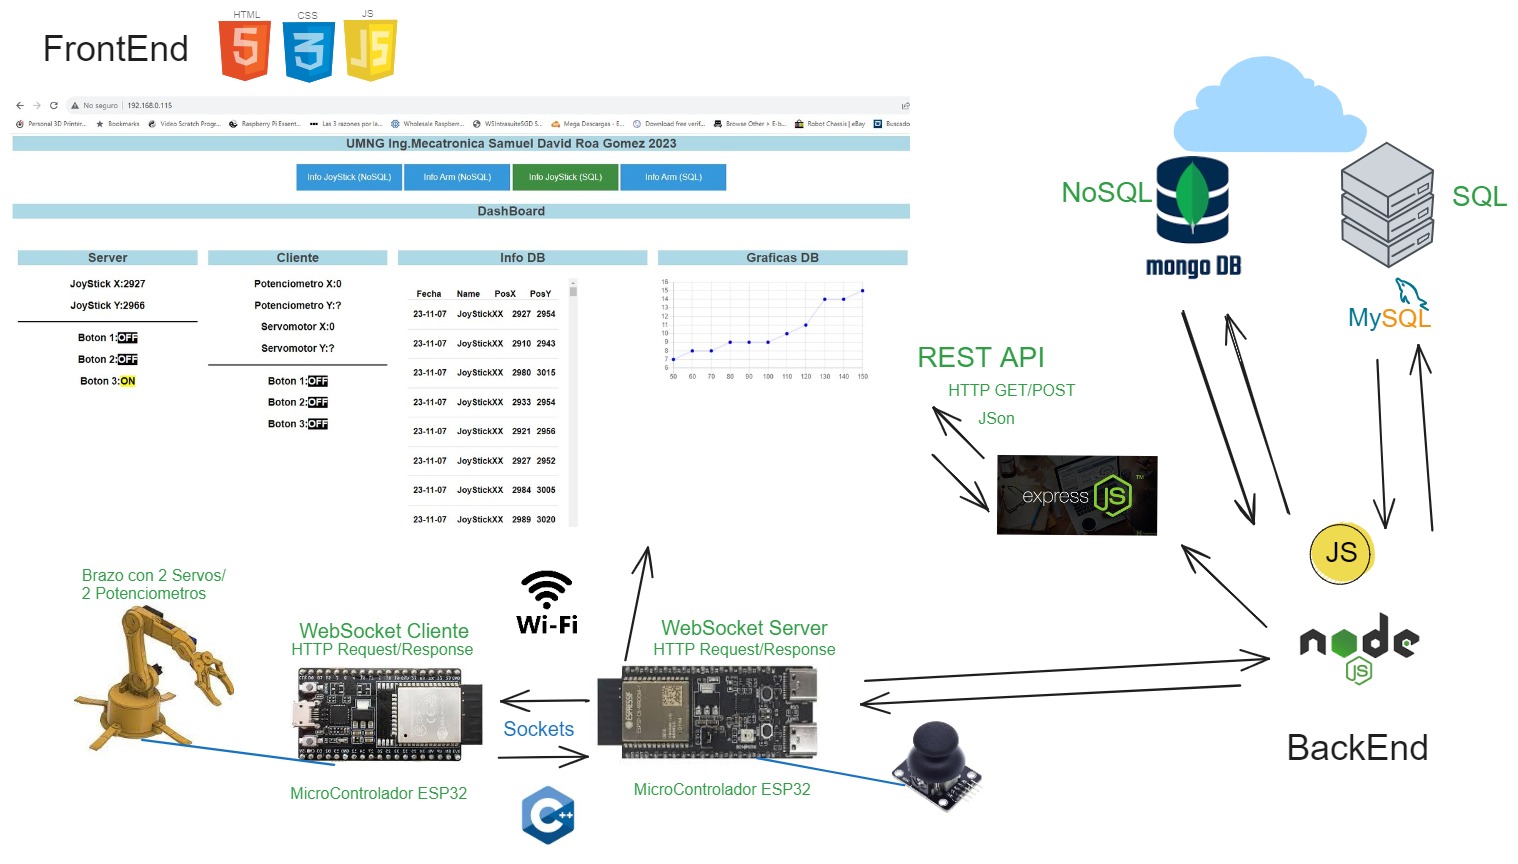 HTML
CSS
JS
FrontEnd
5
3
JS
No seguro
192.168.0.115
Personal 3D Printer...
Bookmarks
Video Scratch Progr...
Raspberry Pi Essent...
Las 3 razones por la...
Wholesale Raspberr...
WSIntrasuiteSGD S...
Mega Descargas - E...
Download free verif...
Browse Other > E-b...
Robot Chassis | eBay
Buscado
UMNG Ing.Mecatronica Samuel David Roa Gomez 2023
Info JoyStick (NoSQL)
Info Arm (NoSQL)
Info JoyStick (SQL)
Info Arm (SQL)
DashBoard
Server
JoyStick X:2927
JoyStick Y:2966
Boton 1:OFF
Boton 2:OFF
Boton 3:ON
Cliente
Potenciometro X:0
Potenciometro Y:?
Servomotor X:0
Servomotor Y:?
Boton 1:OFF
Boton 2:OFF
Boton 3:OFF
Info DB
Fecha Name PosX PosY
23-11-07 JoyStickXX 2927 2954
23-11-07 JoyStickXX 2910 2943
23-11-07 JoyStickXX 2980 3015
23-11-07 JoyStickXX 2933 2954
23-11-07 JoyStickXX 2921 2956
23-11-07 JoyStickXX 2927 2952
23-11-07 JoyStickXX 2984 3005
23-11-07 JoyStickXX 2989 3020
Graficas DB
16
15
14
13
12
11
10
9
8
7
6
50 60 70 80 90 100 110 120 130 140 150
NoSQL
mongo DB
SQL
MySQL
REST API
HTTP GET/POST
JSon
express JS TM
JS
node
JS
BackEnd
Brazo con 2 Servos/
2 Potenciometros
Wi-Fi
WebSocket Cliente
HTTP Request/Response
WebSocket Server
HTTP Request/Response
Sockets
ESPRESSIF
MicroControlador ESP32
MicroControlador ESP32
C++